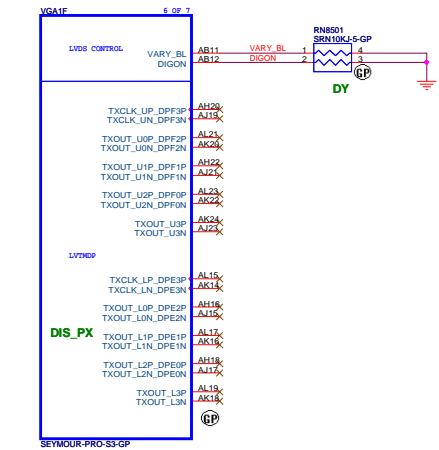 VGA1F 6 OF 7
LVDS CONTROL
VARY_BL AB11 VARY_BL 1
DIGON AB12 DIGON 2
RN8501
SRN10KJ-5-GP
4
3
GP
DY
TXCLK_UP_DPF3P AH20
TXCLK_UN_DPF3N AJ19
TXOUT_U0P_DPF2P AL21
TXOUT_U0N_DPF2N AK20
TXOUT_U1P_DPF1P AH22
TXOUT_U1N_DPF1N AJ21
TXOUT_U2P_DPF0P AL23
TXOUT_U2N_DPF0N AK22
TXOUT_U3P AK24
TXOUT_U3N AJ23
LVTMDP
TXCLK_LP_DPE3P AL15
TXCLK_LN_DPE3N AK14
TXOUT_L0P_DPE2P AH16
TXOUT_L0N_DPE2N AJ15
DIS_PX
TXOUT_L1P_DPE1P AL17
TXOUT_L1N_DPE1N AK16
TXOUT_L2P_DPE0P AH18
TXOUT_L2N_DPE0N AJ17
TXOUT_L3P AL19
TXOUT_L3N AK18
GP
SEYMOUR-PRO-S3-GP